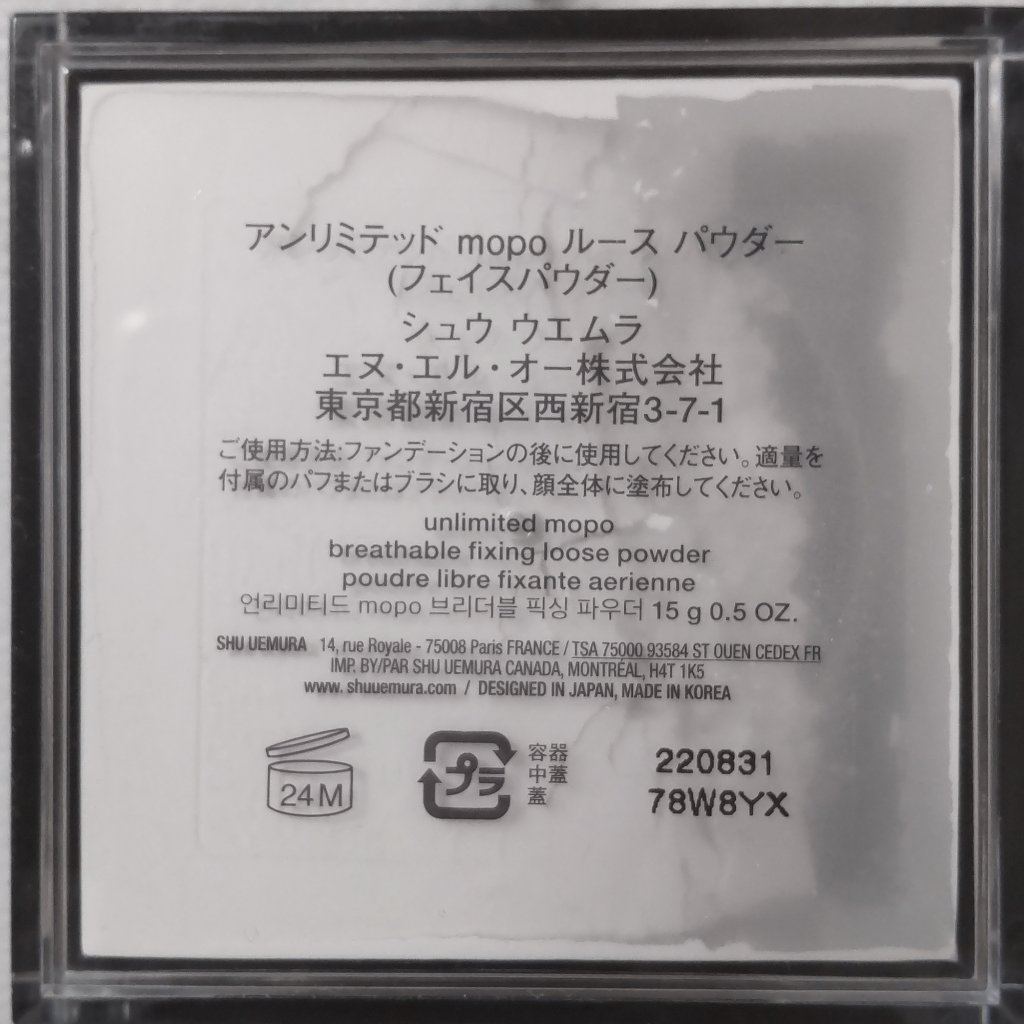 アンリミテッド mopo ルース パウダー
(フェイスパウダー)
シュウ ウエムラ
エヌ・エル・オー株式会社
東京都新宿区西新宿3-7-1
ご使用方法:ファンデーションの後に使用してください。適量を
付属のパフまたはブラシに取り、顔全体に塗布してください。
unlimited mopo
breathable fixing loose powder
poudre libre fixante aerienne
언리미티드 mopo 브리더블 픽싱 파우더 15 g 0.5 OZ.
SHU UEMURA 14, rue Royale - 75008 Paris FRANCE / TSA 75000 93584 ST OUEN CEDEX FR
IMP. BY/PAR SHU UEMURA CANADA, MONTRÉAL, H4T 1K5
www. shuuemura.com / DESIGNED IN JAPAN, MADE IN KOREA
24M
プラ
容器
中蓋
蓋
220831
78W8YX